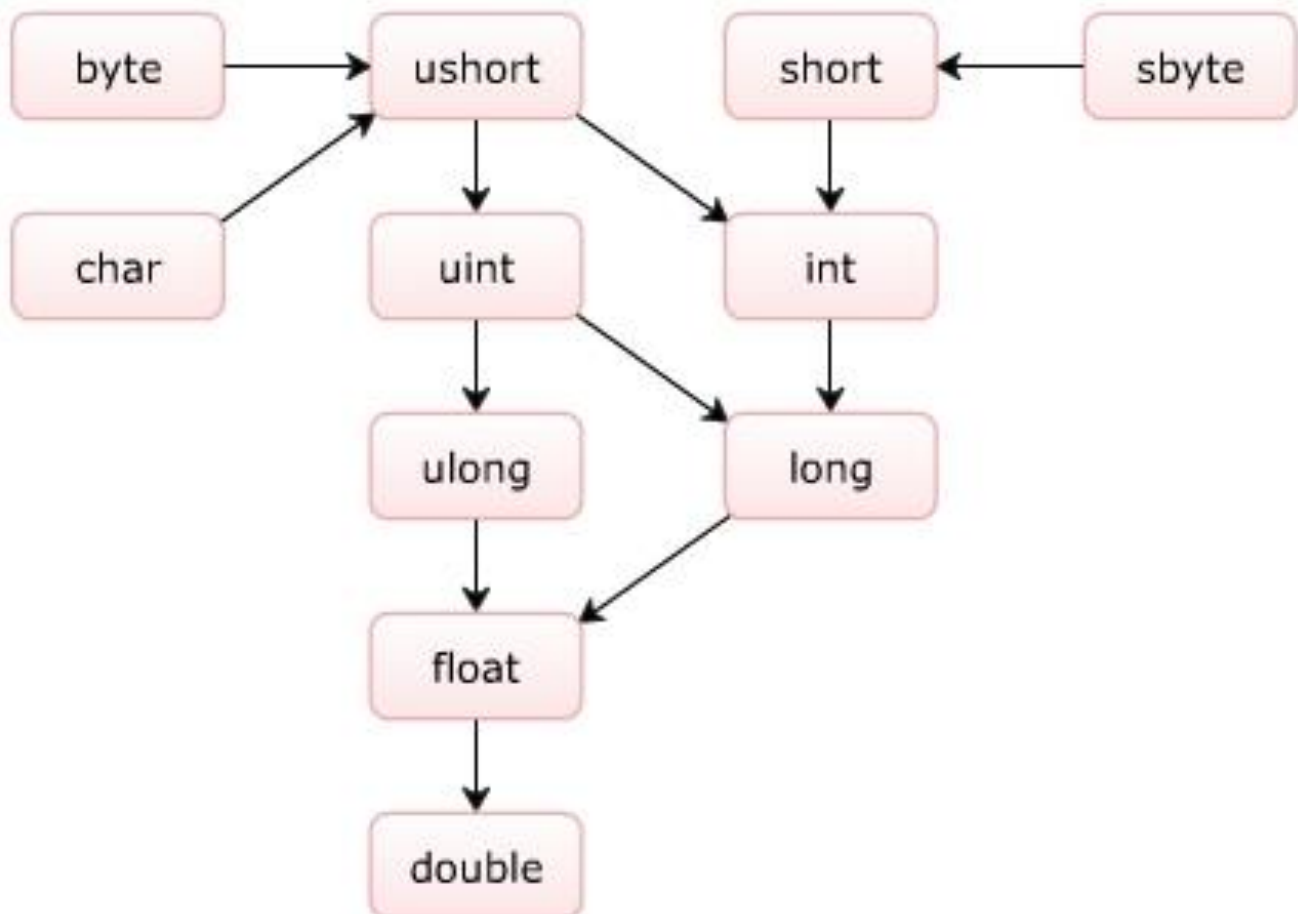 byte
ushort
short
sbyte
char
uint
int
ulong
long
float
double